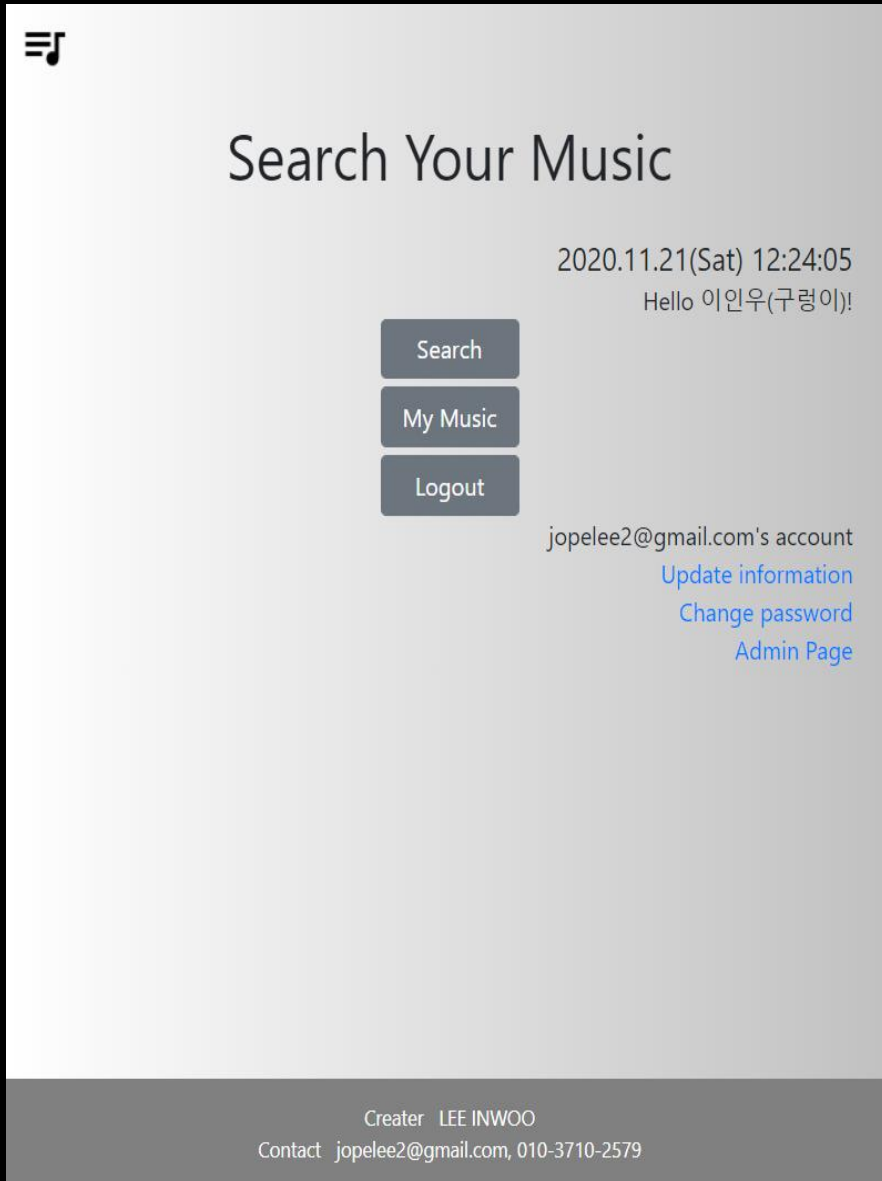 Search Your Music
2020.11.21(Sat) 12:24:05
Hello 이인우(구렁이)!
Search
My Music
Logout
jopelee2@gmail.com's account
Update information
Change password
Admin Page
Creater LEE INWOO
Contact jopelee2@gmail.com, 010-3710-2579